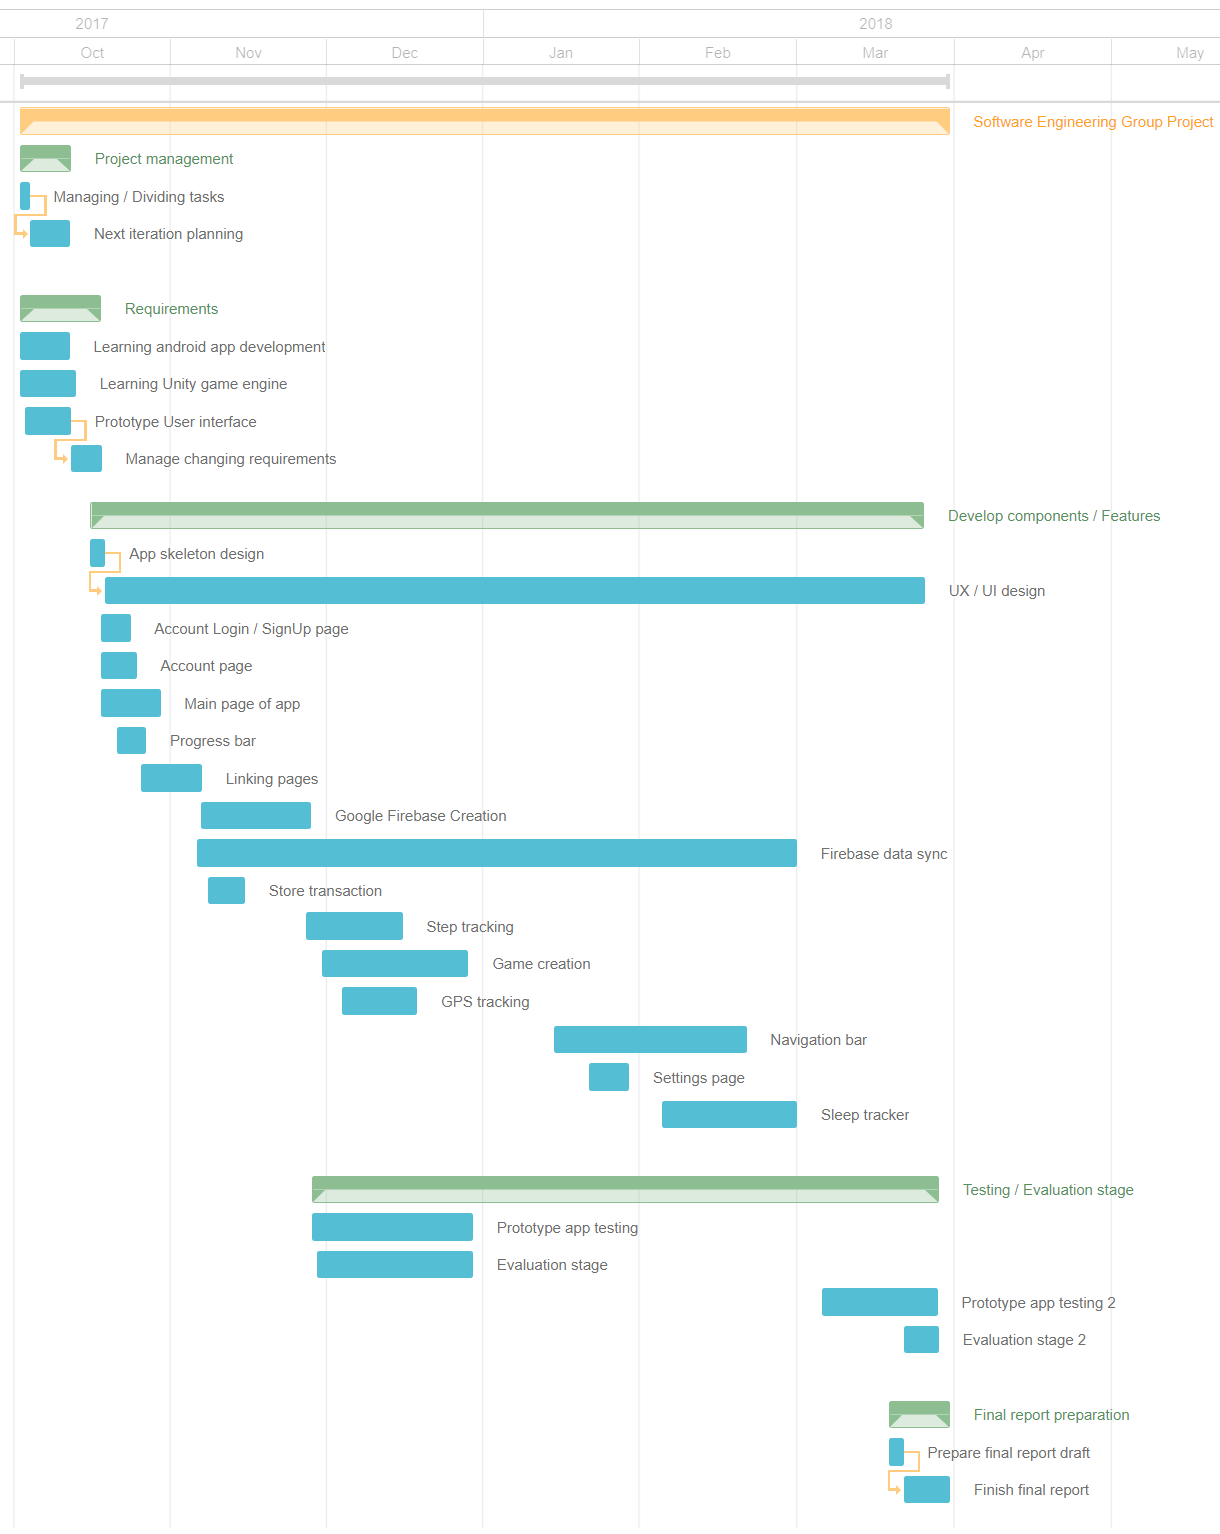 2017 2018
Oct Nov Dec Jan Feb Mar Apr May
Software Engineering Group Project
Project management
Managing / Dividing tasks
Next iteration planning
Requirements
Learning android app development
Learning Unity game engine
Prototype User interface
Manage changing requirements
Develop components / Features
App skeleton design
UX / UI design
Account Login / SignUp page
Account page
Main page of app
Progress bar
Linking pages
Google Firebase Creation
Firebase data sync
Store transaction
Step tracking
Game creation
GPS tracking
Navigation bar
Settings page
Sleep tracker
Testing / Evaluation stage
Prototype app testing
Evaluation stage
Prototype app testing 2
Evaluation stage 2
Final report preparation
Prepare final report draft
Finish final report